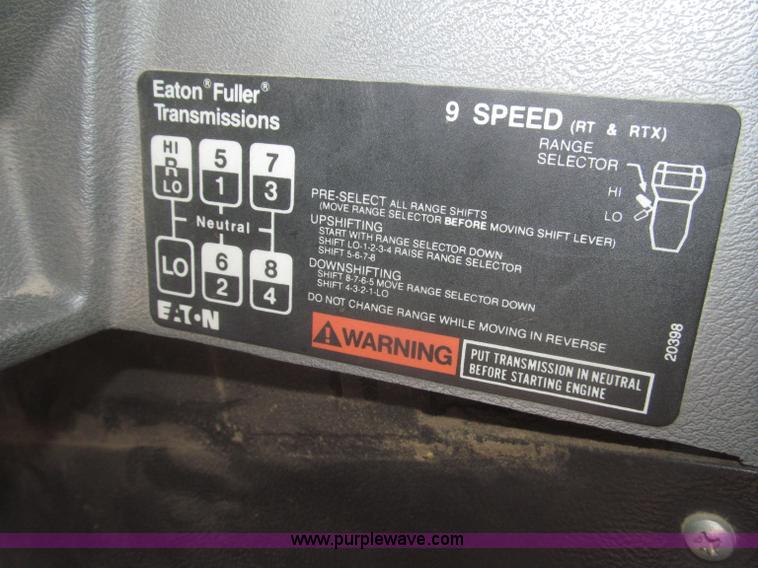 Eaton® Fuller®
Transmissions
9 SPEED (RT & RTX)
RANGE
SELECTOR
HI
LO
HI
R
LO
5
1
7
3
Neutral
LO
6
2
8
4
EATON
PRE-SELECT ALL RANGE SHIFTS
(MOVE RANGE SELECTOR BEFORE MOVING SHIFT LEVER)
UPSHIFTING
START WITH RANGE SELECTOR DOWN
SHIFT LO-1-2-3-4 RAISE RANGE SELECTOR
SHIFT 5-6-7-8
DOWNSHIFTING
SHIFT 8-7-6-5 MOVE RANGE SELECTOR DOWN
SHIFT 4-3-2-1-LO
DO NOT CHANGE RANGE WHILE MOVING IN REVERSE
WARNING
PUT TRANSMISSION IN NEUTRAL
BEFORE STARTING ENGINE
20398
www.purplewave.com